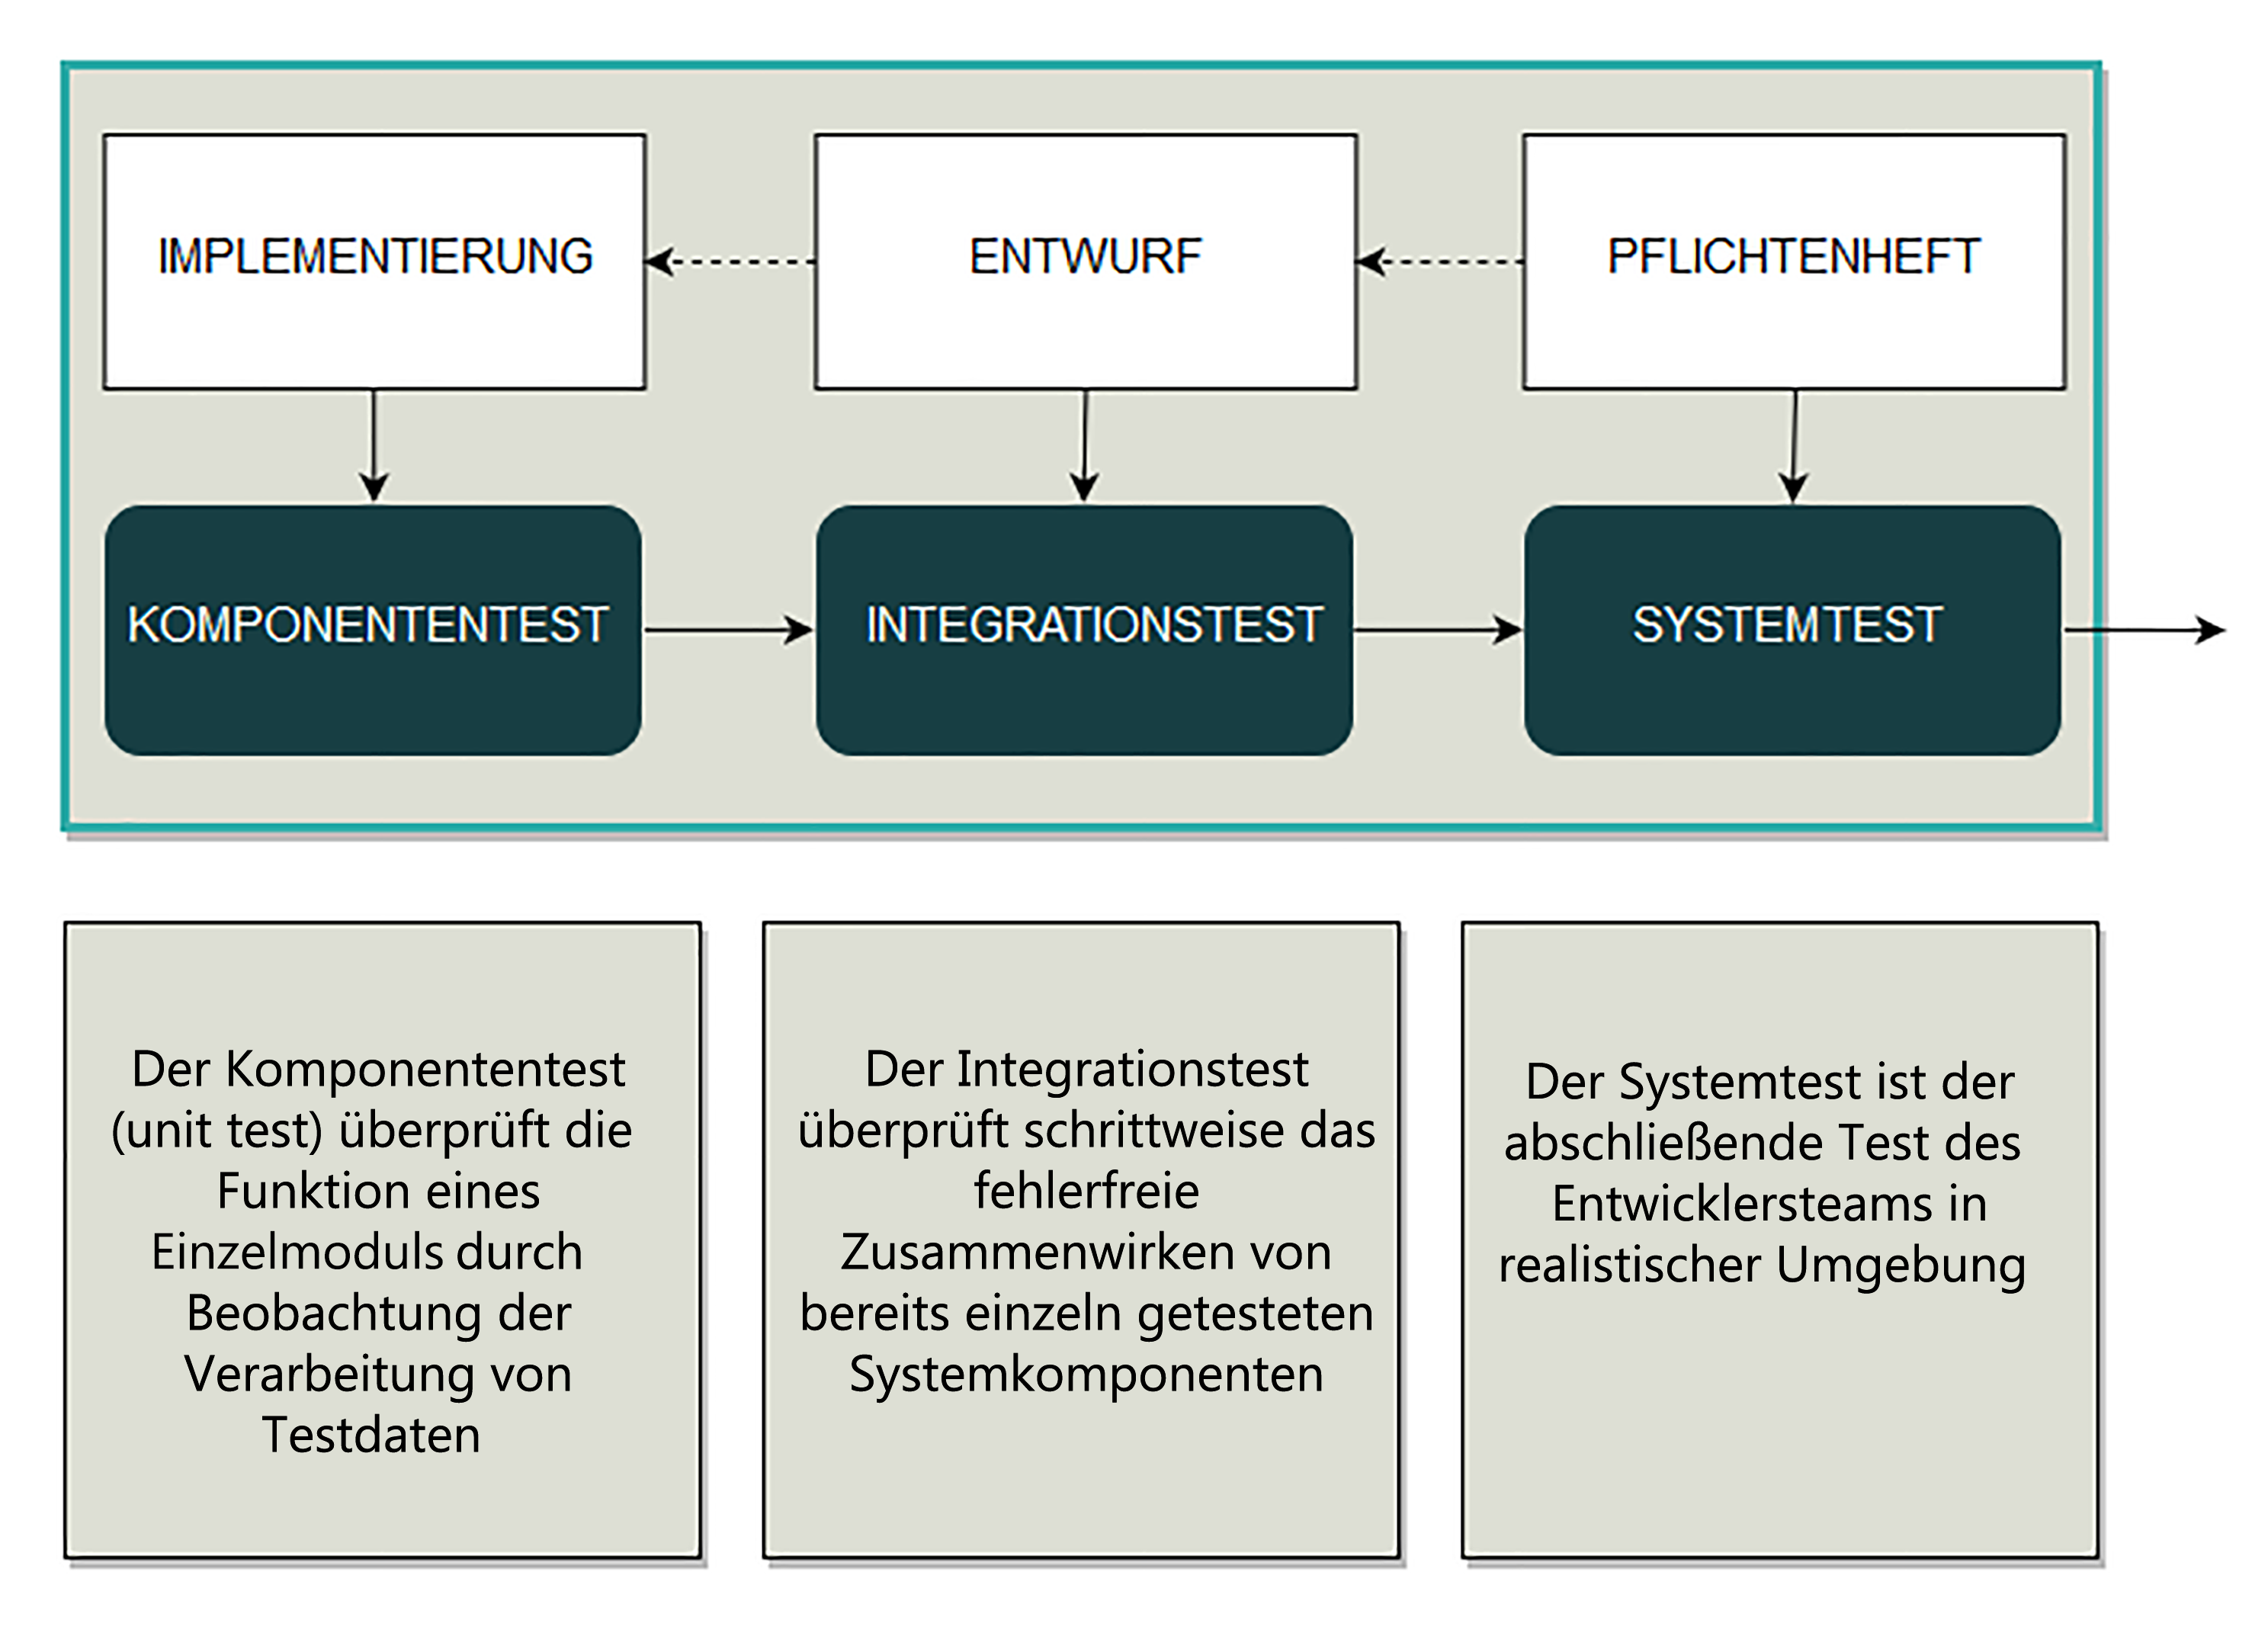 IMPLEMENTIERUNG
ENTWURF
PFLICHTENHEFT
KOMPONENTENTEST
INTEGRATIONSTEST
SYSTEMTEST
Der Komponententest
(unit test) überprüft die
Funktion eines
Einzelmoduls durch
Beobachtung der
Verarbeitung von
Testdaten
Der Integrationstest
überprüft schrittweise das
fehlerfreie
Zusammenwirken von
bereits einzeln getesteten
Systemkomponenten
Der Systemtest ist der
abschließende Test des
Entwicklersteams in
realistischer Umgebung